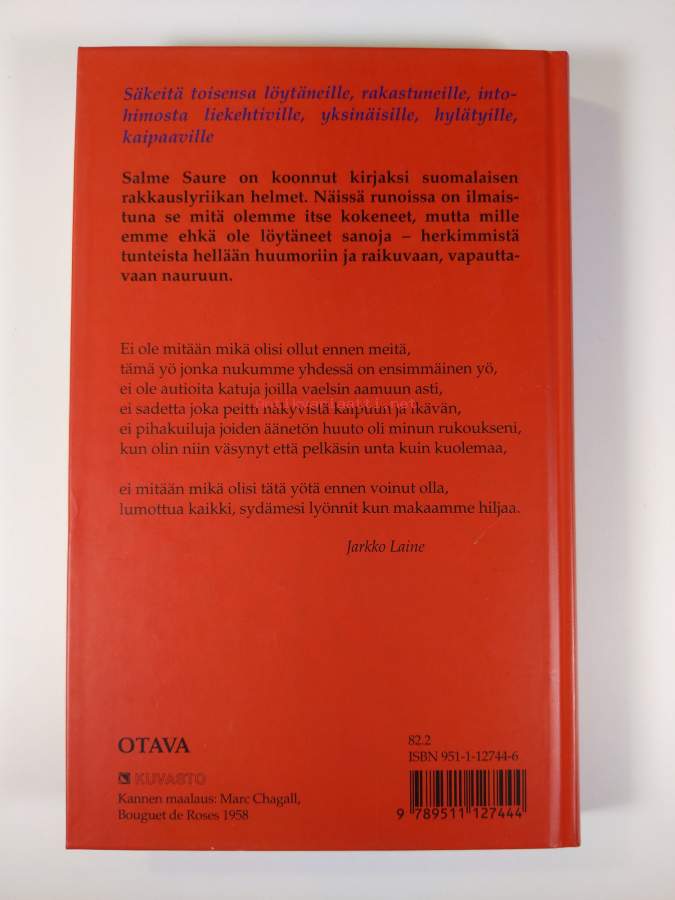 Säkeitä toisensa löytäneille, rakastuneille, into-
himosta liekehtiville, yksinäisille, hylätyille,
kaipaaville
Salme Saure on koonnut kirjaksi suomalaisen
rakkauslyriikan helmet. Näissä runoissa on ilmais-
tuna se mitä olemme itse kokeneet, mutta mille
emme ehkä ole löytäneet sanoja – herkimmistä
tunteista hellään huumoriin ja raikuvaan, vapautta-
vaan nauruun.
Ei ole mitään mikä olisi ollut ennen meitä,
tämä yö jonka nukumme yhdessä on ensimmäinen yö,
ei ole autioita katuja joilla vaelsin aamuun asti,
antikvariaatti.net
ei sadetta joka peitti näkyvistä kaipuun ja ikävän,
ei pihakuiluja joiden äänetön huuto oli minun rukoukseni,
kun olin niin väsynyt että pelkäsin unta kuin kuolemaa,
ei mitään mikä olisi tätä yötä ennen voinut olla,
lumottua kaikki, sydämesi lyönnit kun makaamme hiljaa.
Jarkko Laine
OTAVA
KUVASTO
Kannen maalaus: Marc Chagall,
Bouguet de Roses 1958
82.2
ISBN 951-1-12744-6
9 789511 127444